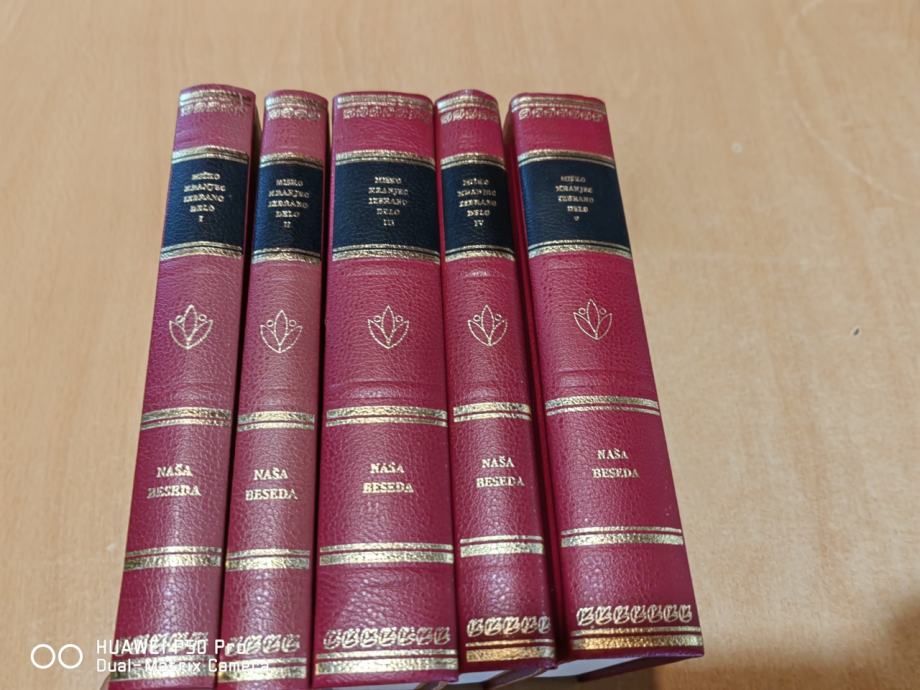 MIŠKO
KRANJEC
IZBRANO
DELO
I
NAŠA
BESEDA
MIŠKO
KRANJEC
IZBRANO
DELO
II
NAŠA
BESEDA
MIŠKO
KRANJEC
IZBRANO
DELO
III
NAŠA
BESEDA
MIŠKO
KRANJEC
IZBRANO
DELO
IV
NAŠA
BESEDA
MIŠKO
KRANJEC
IZBRANO
DELO
V
NAŠA
BESEDA
HUAWEI P50 Pro
Dual-Matrix Camera